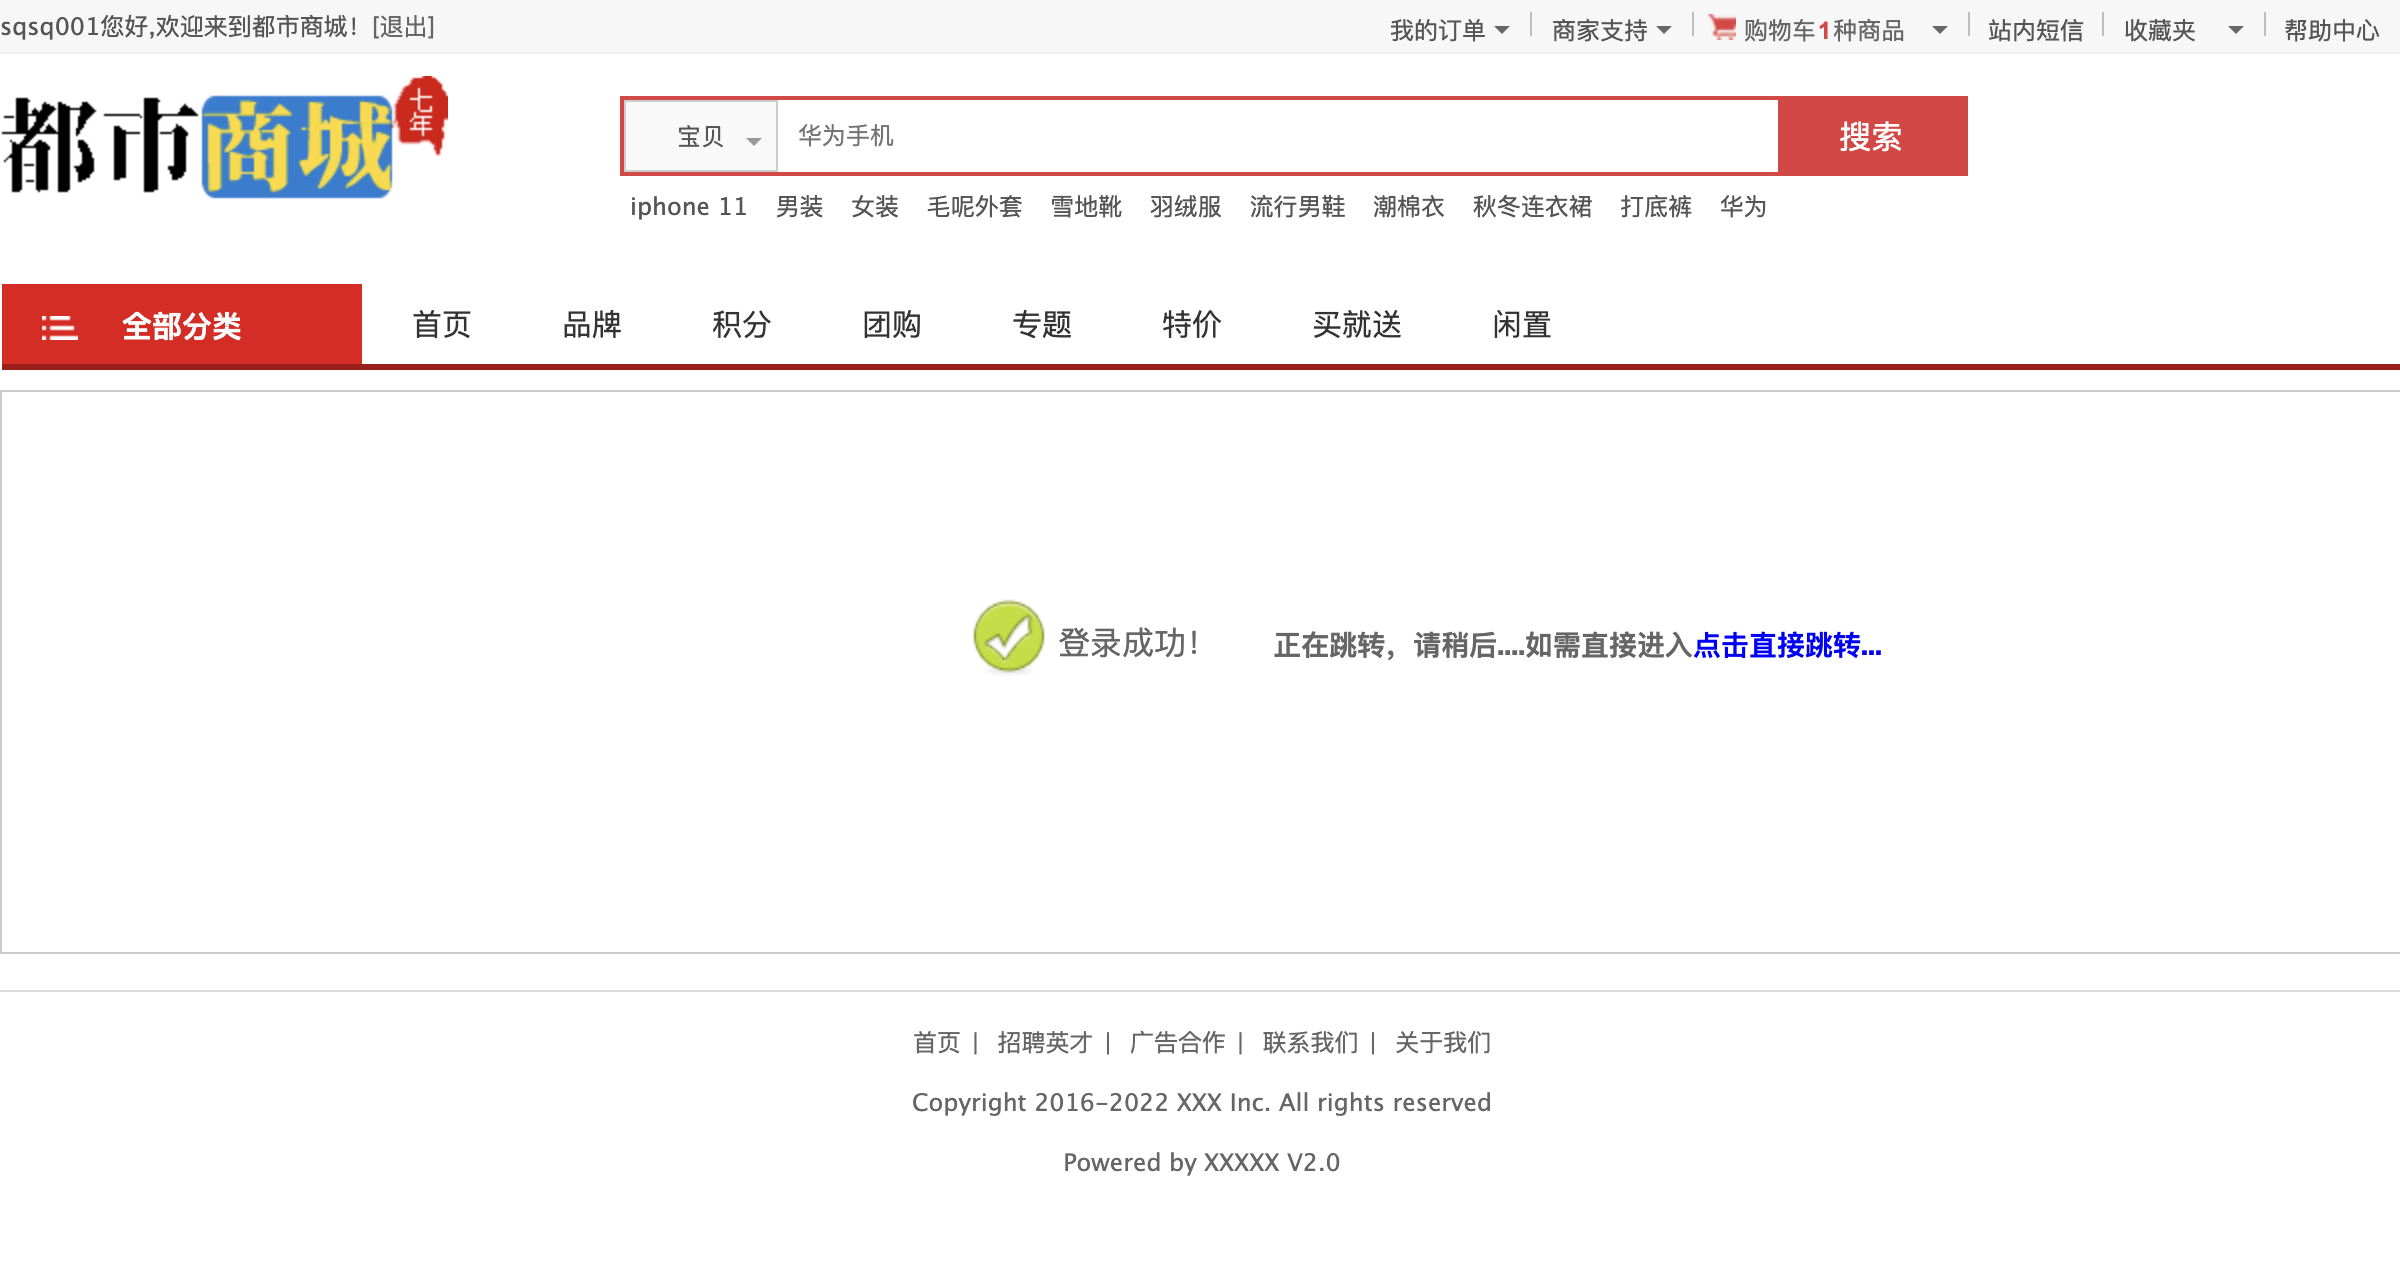 sqsq001您好,欢迎来到都市商城！[退出] 我的订单 商家支持 购物车1种商品 站内短信 收藏夹 帮助中心
都市商城 七年
宝贝 华为手机 搜索
iphone 11 男装 女装 毛呢外套 雪地靴 羽绒服 流行男鞋 潮棉衣 秋冬连衣裙 打底裤 华为
全部分类 首页 品牌 积分 团购 专题 特价 买就送 闲置
登录成功！ 正在跳转，请稍后....如需直接进入点击直接跳转...
首页 | 招聘英才 | 广告合作 | 联系我们 | 关于我们
Copyright 2016-2022 XXX Inc. All rights reserved
Powered by XXXXX V2.0